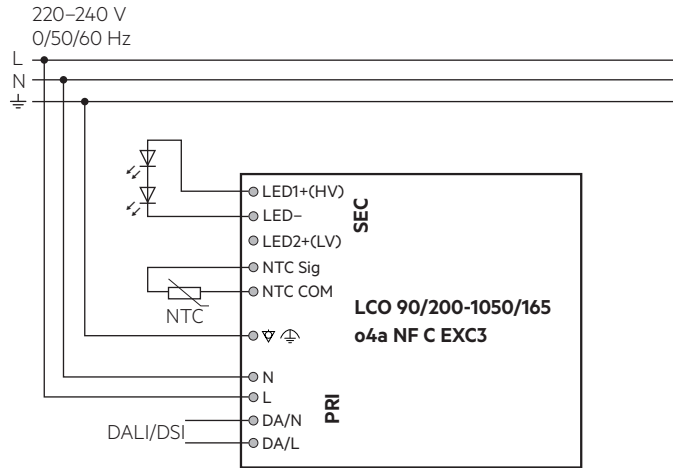 220–240 V
0/50/60 Hz
L
N
LED1+(HV)
LED–
LED2+(LV)
NTC Sig
NTC COM
NTC
SEC
LCO 90/200-1050/165
o4a NF C EXC3
N
L
DA/N
DA/L
PRI
DALI/DSI